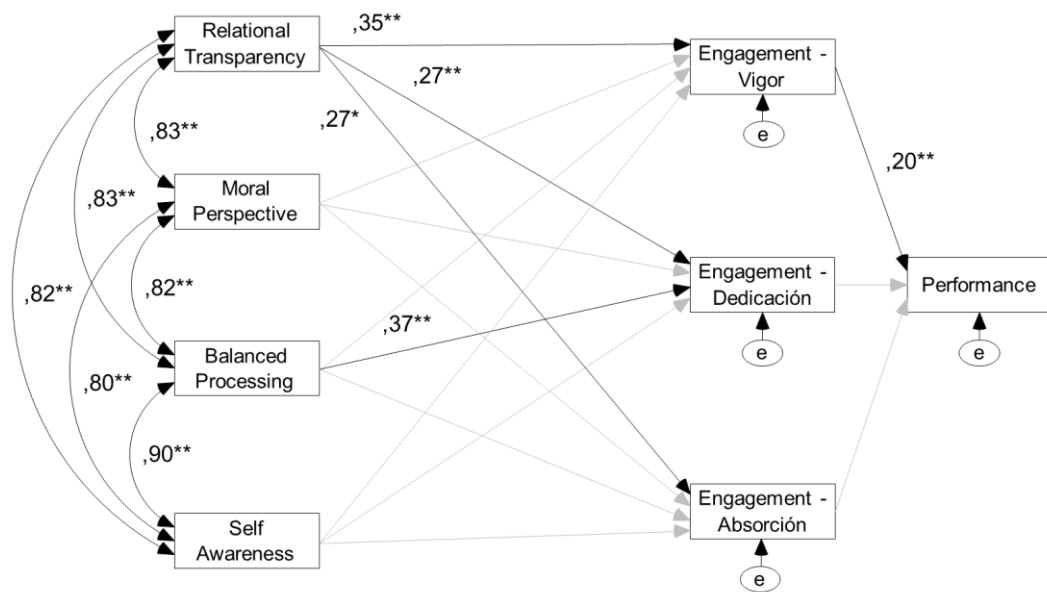 Relational
Transparency
,35**
,27**
,27*
Engagement -
Vigor
e
,83**
,20**
Moral
Perspective
,83**
,82**
,82**
Engagement -
Dedicación
e
Performance
e
,37**
Balanced
Processing
,80**
,90**
Engagement -
Absorción
e
Self
Awareness